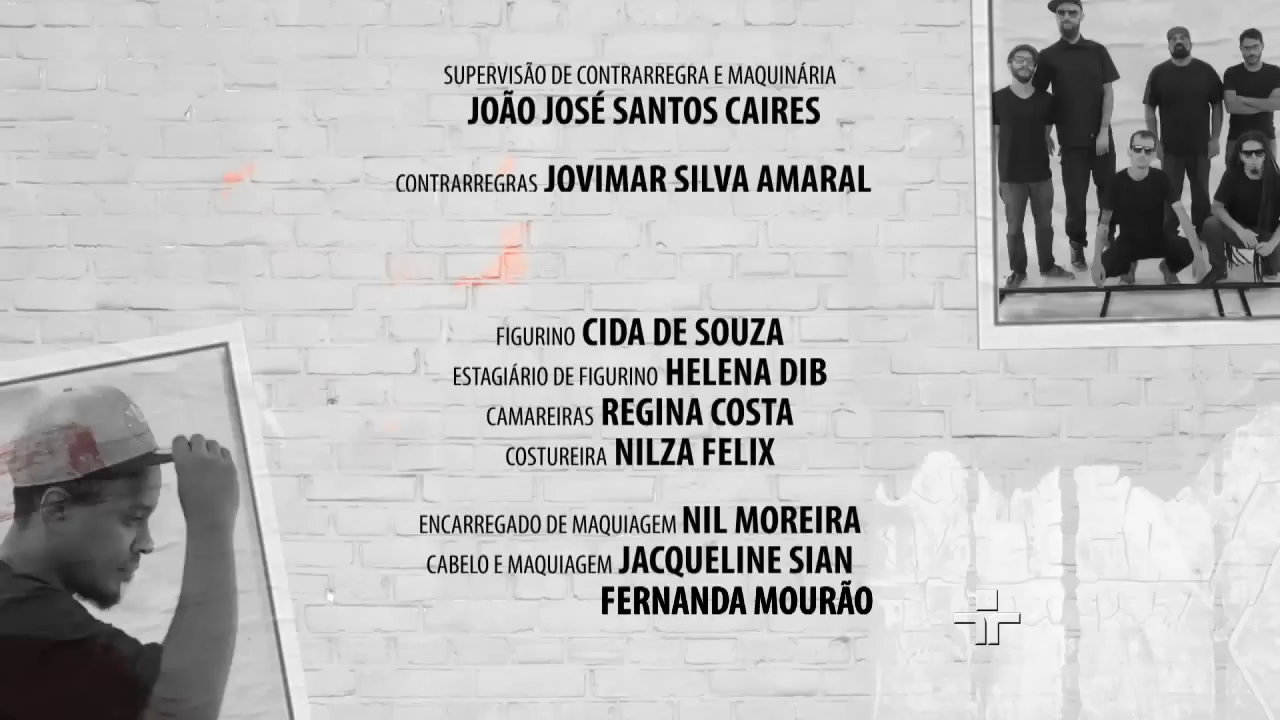 SUPERVISÃO DE CONTRARREGRA E MAQUINÁRIA
JOÃO JOSÉ SANTOS CAIRES
CONTRARREGRAS JOVIMAR SILVA AMARAL
FIGURINO CIDA DE SOUZA
ESTAGIÁRIO DE FIGURINO HELENA DIB
CAMAREIRAS REGINA COSTA
COSTUREIRA NILZA FELIX
ENCARREGADO DE MAQUIAGEM NIL MOREIRA
CABELO E MAQUIAGEM JACQUELINE SIAN
FERNANDA MOURÃO